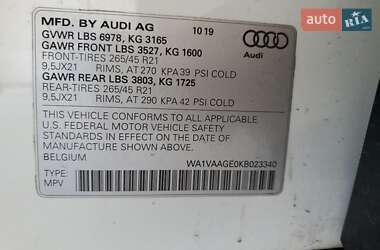 AUTO RIA
MFD. BY AUDI AG 10 19
GVWR LBS 6978, KG 3165
GAWR FRONT LBS 3527, KG 1600
FRONT-TIRES 265/45 R21
9,5JX21 RIMS, AT 270 KPA 39 PSI COLD
GAWR REAR LBS 3803, KG 1725
REAR-TIRES 265/45 R21
9,5JX21 RIMS, AT 290 KPA 42 PSI COLD
Audi
THIS VEHICLE CONFORMS TO ALL APPLICABLE
U.S. FEDERAL MOTOR VEHICLE SAFETY
STANDARDS IN EFFECT ON THE DATE OF
MANUFACTURE SHOWN ABOVE.
BELGIUM WA1VAAGE0KB023340
TYPE:
MPV